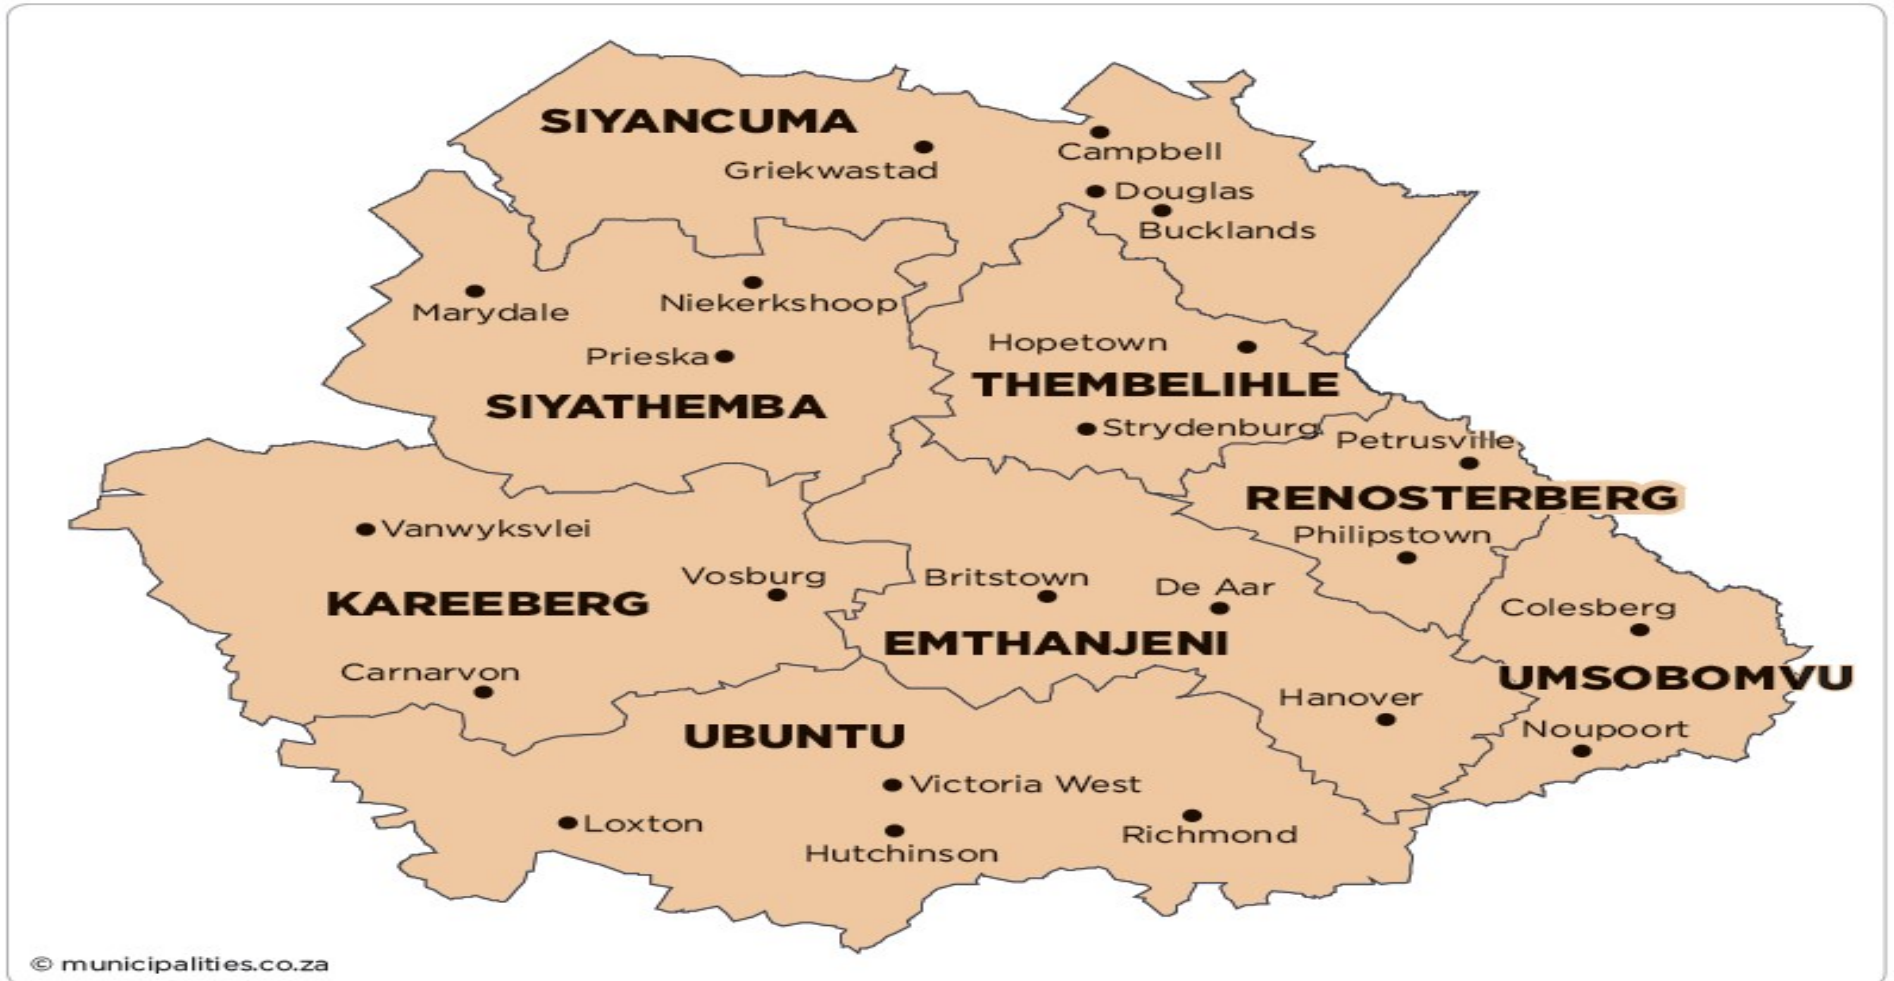 SIYANCUMA
Griekwastad
Campbell
Douglas
Bucklands
Marydale
Niekerkshoop
Prieska
SIYATHEMBA
Hopetown
THEMBELIHLE
Strydenburg
Petrusville
RENOSTERBERG
Philipstown
Vanwyksvlei
Vosburg
KAREEBERG
Carnarvon
Britstown
De Aar
EMTHANJENI
Hanover
Colesberg
UMSOBOMVU
Noupoort
UBUNTU
Victoria West
Loxton
Hutchinson
Richmond
© municipalities.co.za